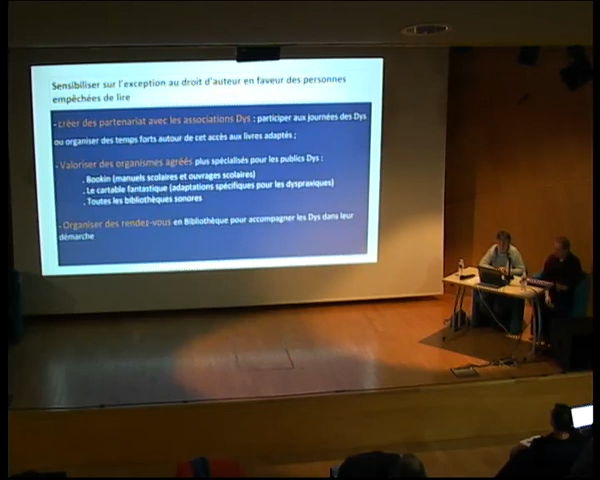 Sensibiliser sur l'exception au droit d'auteur en faveur des personnes
empêchées de lire
- créer des partenariat avec les associations Dys : participer aux journées des Dys
ou organiser des temps forts autour de cet accès aux livres adaptés ;
- Valoriser des organismes agréés plus spécialisés pour les publics Dys :
. Bookin (manuels scolaires et ouvrages scolaires)
. Le cartable fantastique (adaptations spécifiques pour les dyspraxiques)
. Toutes les bibliothèques sonores
- Organiser des rendez-vous en Bibliothèque pour accompagner les Dys dans leur
démarche